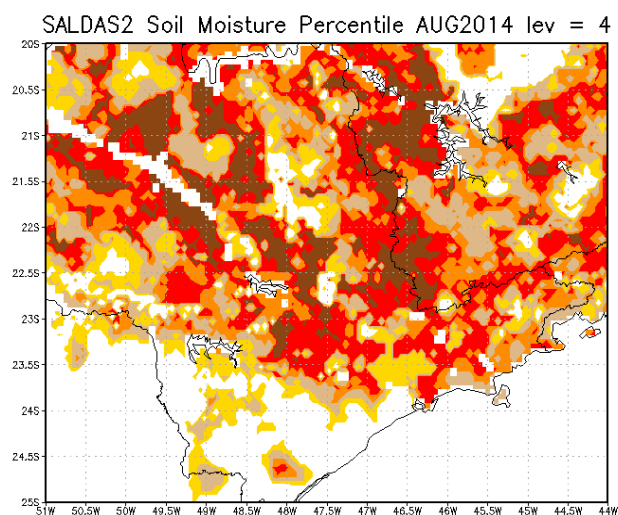 SALDAS2 Soil Moisture Percentile AUG2014 lev = 4
20S
20.5S
21S
21.5S
22S
22.5S
23S
23.5S
24S
24.5S
25S
51W 50.5W 50W 49.5W 49W 48.5W 48W 47.5W 47W 46.5W 46W 45.5W 45W 44.5W 44W